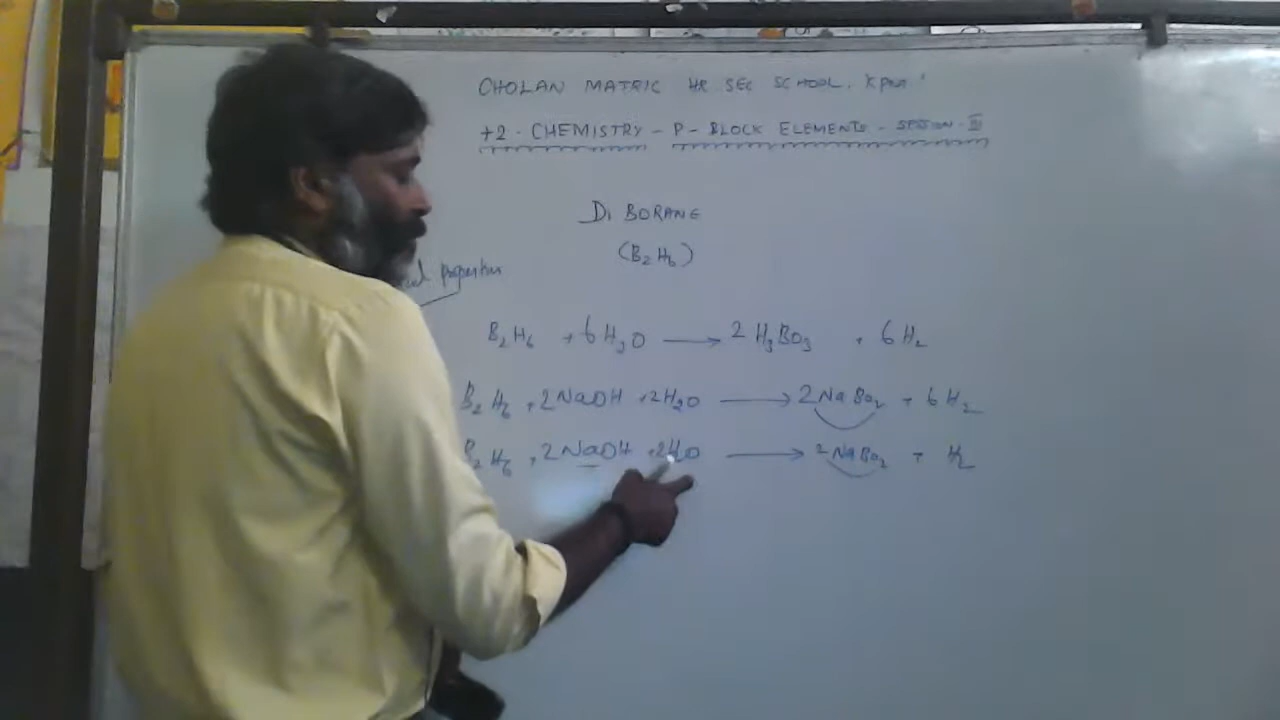 CHOLAN MATRIC HR SEC SCHOOL.
+2. CHEMISTRY - P- BLOCK ELEMENTS - SESSION - III
DI BORANE
(B2H6)
properties
B2H6 + 6H2O → 2H3BO3 + 6H2
B2H6 + 2NaOH + 2H2O → 2NaBO2 + 6H2
B2H6 + 2NaOH + 2H2O → 2NaBO2 + H2